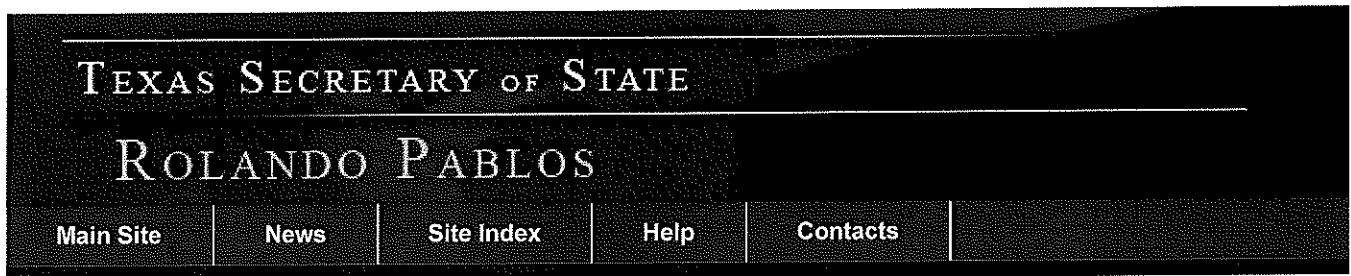 TEXAS SECRETARY OF STATE
ROLANDO PABLOS
Main Site News Site Index Help Contacts